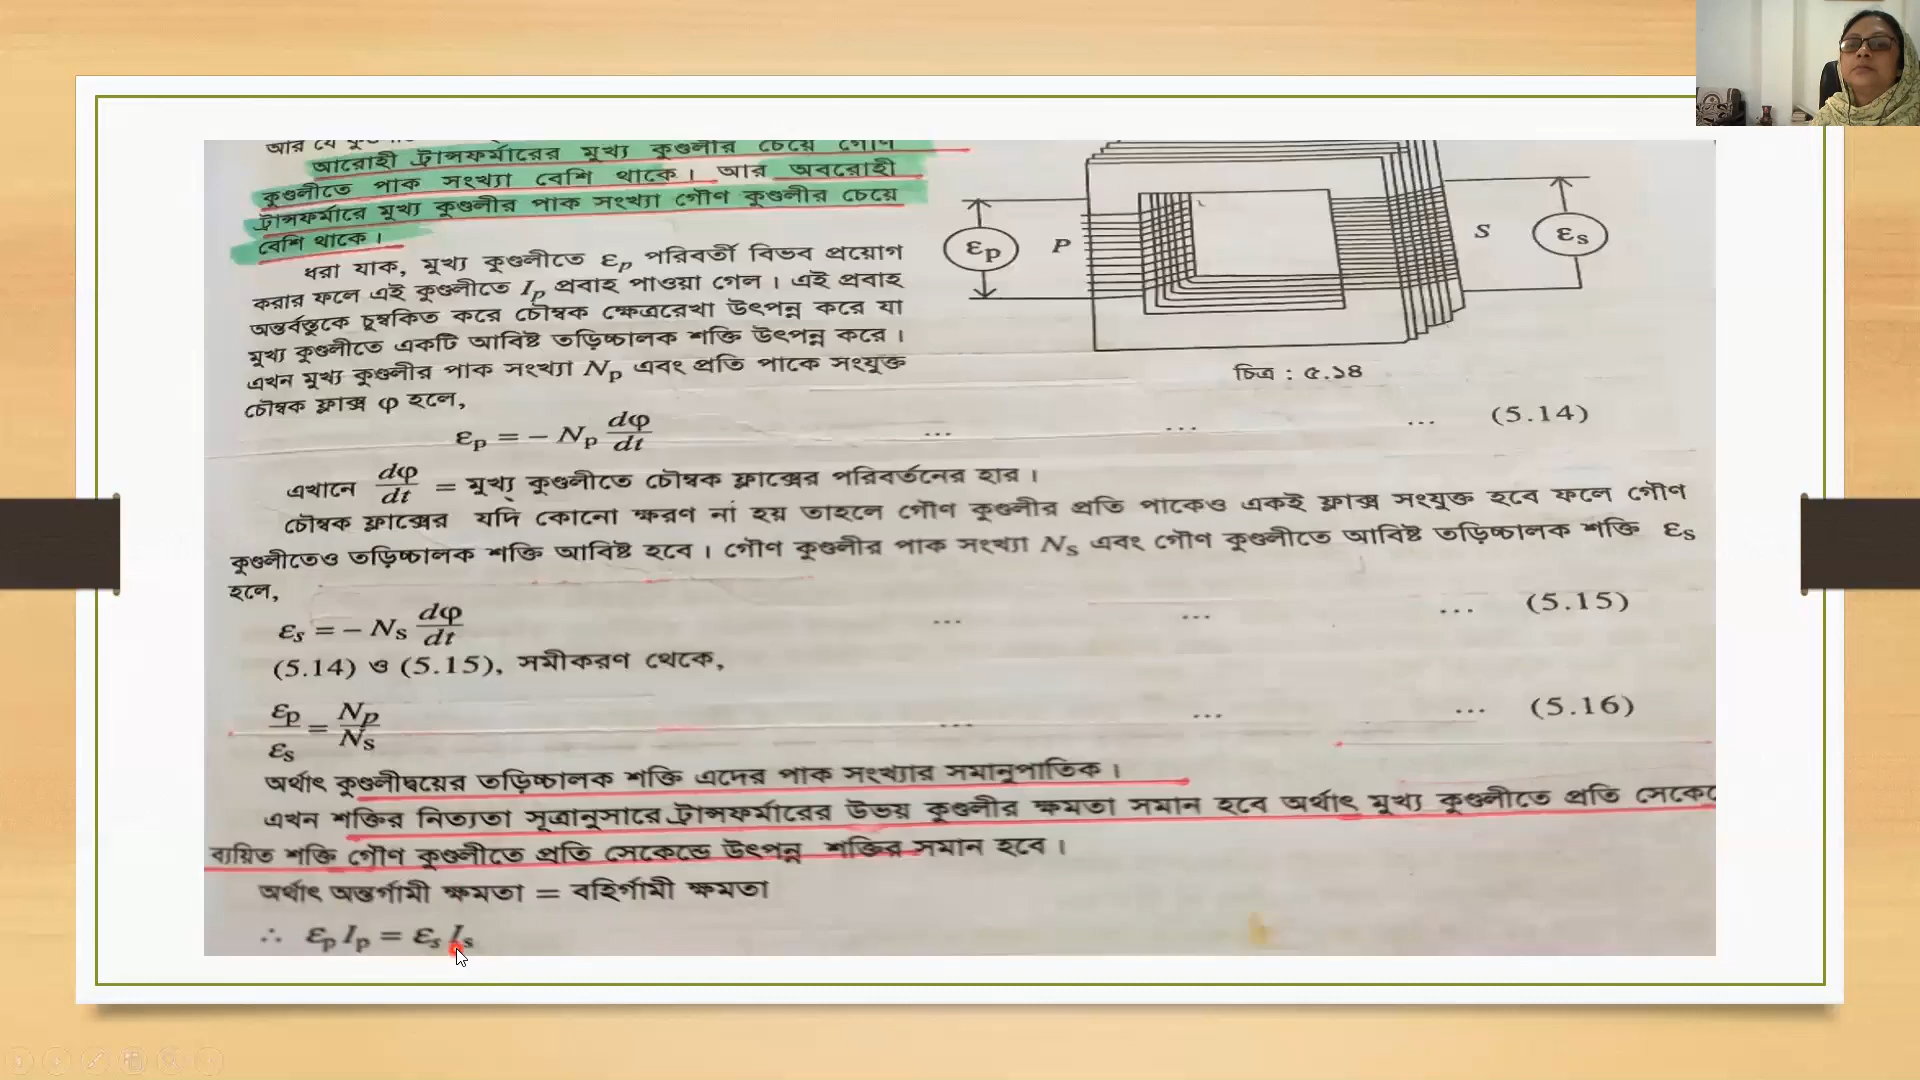 আরোহী ট্রান্সফর্মারের মুখ্য কুণ্ডলীর চেয়ে গৌণ
কুণ্ডলীতে পাক সংখ্যা বেশি থাকে। আর অবরোহী
ট্রান্সফর্মারে মুখ্য কুণ্ডলীর পাক সংখ্যা গৌণ কুণ্ডলীর চেয়ে
বেশি থাকে।
ধরা যাক, মুখ্য কুণ্ডলীতে εp পরিবর্তী বিভব প্রয়োগ
করার ফলে এই কুণ্ডলীতে Ip প্রবাহ পাওয়া গেল। এই প্রবাহ
অন্তর্বস্তুকে চুম্বকিত করে চৌম্বক ক্ষেত্ররেখা উৎপন্ন করে যা
মুখ্য কুণ্ডলীতে একটি আবিষ্ট তড়িচ্চালক শক্তি উৎপন্ন করে।
এখন মুখ্য কুণ্ডলীর পাক সংখ্যা Np এবং প্রতি পাকে সংযুক্ত
চৌম্বক ফ্লাক্স φ হলে,
εp P S εs
চিত্র : ৫.১৪
εp = − Np dφ/dt ... ... ... (5.14)
এখানে dφ/dt = মুখ্য কুণ্ডলীতে চৌম্বক ফ্লাক্সের পরিবর্তনের হার।
চৌম্বক ফ্লাক্সের যদি কোনো ক্ষরণ না হয় তাহলে গৌণ কুণ্ডলীর প্রতি পাকেও একই ফ্লাক্স সংযুক্ত হবে ফলে গৌণ
কুণ্ডলীতেও তড়িচ্চালক শক্তি আবিষ্ট হবে। গৌণ কুণ্ডলীর পাক সংখ্যা Ns এবং গৌণ কুণ্ডলীতে আবিষ্ট তড়িচ্চালক শক্তি εs
হলে,
εs = − Ns dφ/dt ... ... ... (5.15)
(5.14) ও (5.15), সমীকরণ থেকে,
εp/εs = Np/Ns ... ... ... (5.16)
অর্থাৎ কুণ্ডলীদ্বয়ের তড়িচ্চালক শক্তি এদের পাক সংখ্যার সমানুপাতিক।
এখন শক্তির নিত্যতা সূত্রানুসারে ট্রান্সফর্মারের উভয় কুণ্ডলীর ক্ষমতা সমান হবে অর্থাৎ মুখ্য কুণ্ডলীতে প্রতি
ব্যয়িত শক্তি গৌণ কুণ্ডলীতে প্রতি সেকেন্ডে উৎপন্ন শক্তির সমান হবে।
অর্থাৎ অন্তর্গামী ক্ষমতা = বহির্গামী ক্ষমতা
∴ εp Ip = εs Is